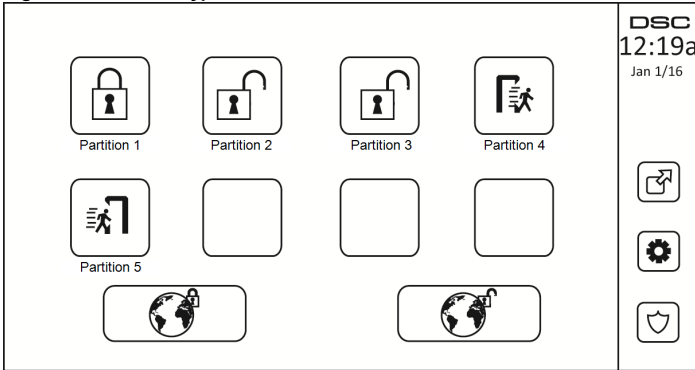 DSC
12:19a
Jan 1/16
Partition 1
Partition 2
Partition 3
Partition 4
Partition 5